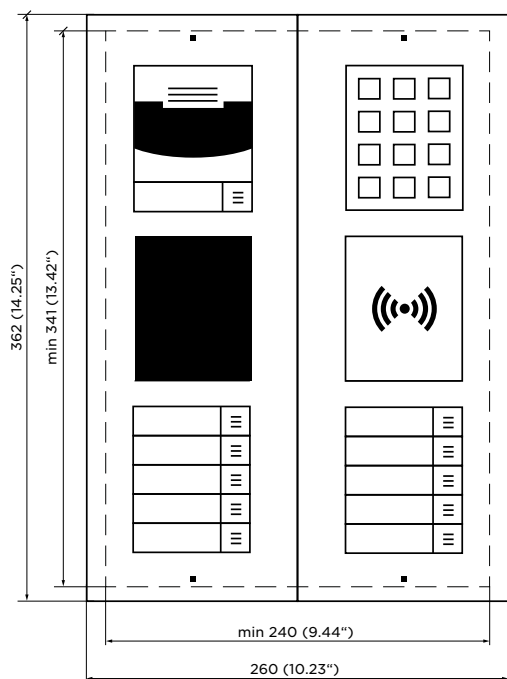 362 (14.25“)
min 341 (13.42“)
min 240 (9.44“)
260 (10.23“)